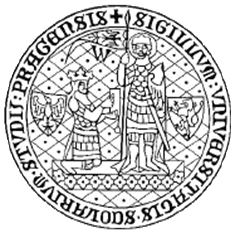 ✝ SIGILLVM · VNIVERSITATIS · SCOLARIVM · STVDII · PRAGENSIS